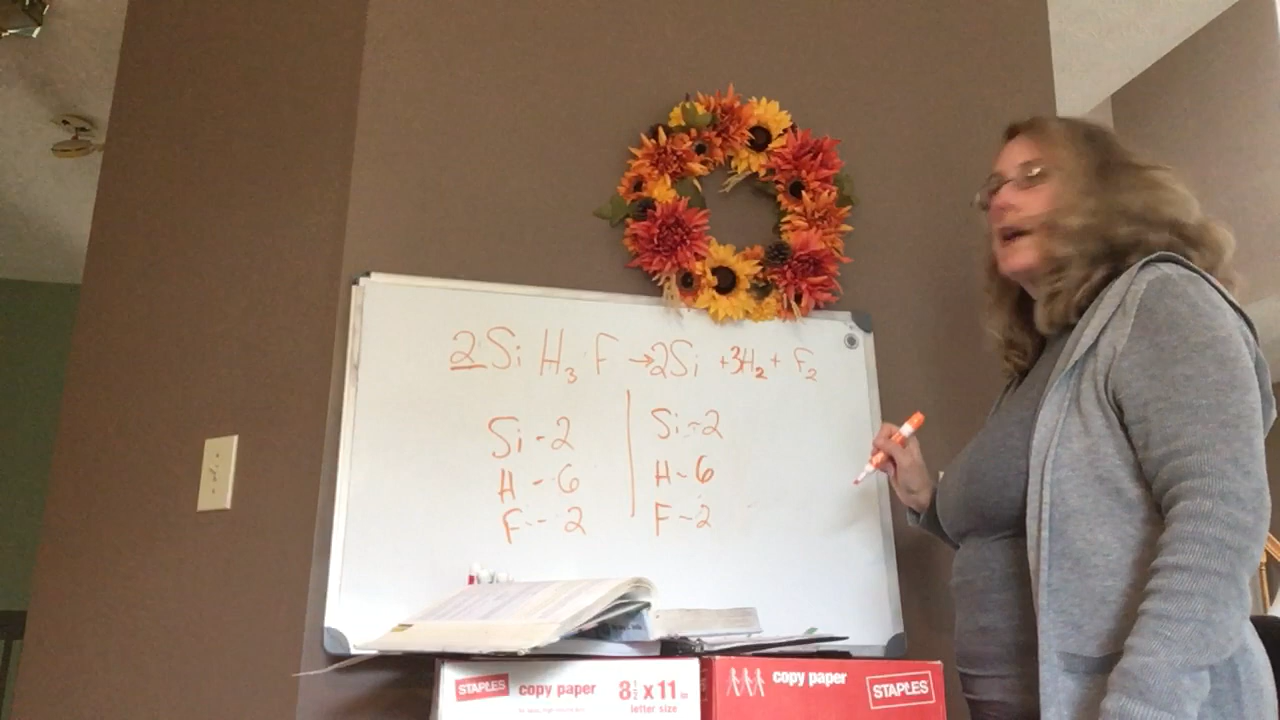 2SiH₃F → 2Si + 3H₂ + F₂
Si - 2 | Si - 2
H - 6 | H - 6
F - 2 | F - 2
STAPLES copy paper 8½ x 11 in
letter size
copy paper STAPLES